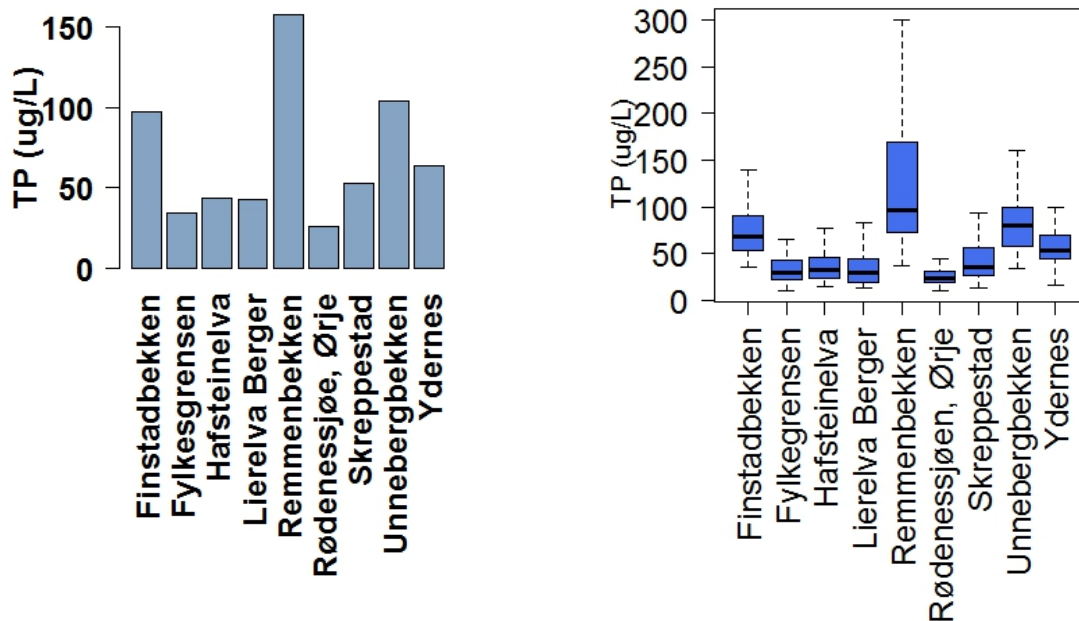 TP (ug/L)
150
100
50
0
Finstadbekken
Fylkesgrensen
Hafsteinelva
Lierelva Berger
Remmenbekken
Rødenessjøe, Ørje
Skreppestad
Unnebergbekken
Ydernes
TP (ug/L)
300
250
200
150
100
50
0
Finstadbekken
Fylkegrensen
Hafsteinelva
Lierelva Berger
Remmenbekken
Rødenessjøen, Ørje
Skreppestad
Unnebergbekken
Ydernes